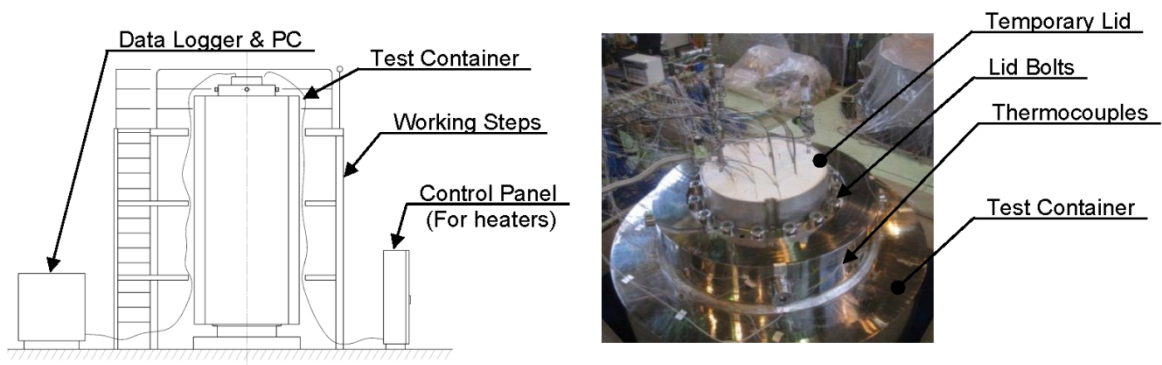 Data Logger & PC
Test Container
Working Steps
Control Panel
(For heaters)
Temporary Lid
Lid Bolts
Thermocouples
Test Container